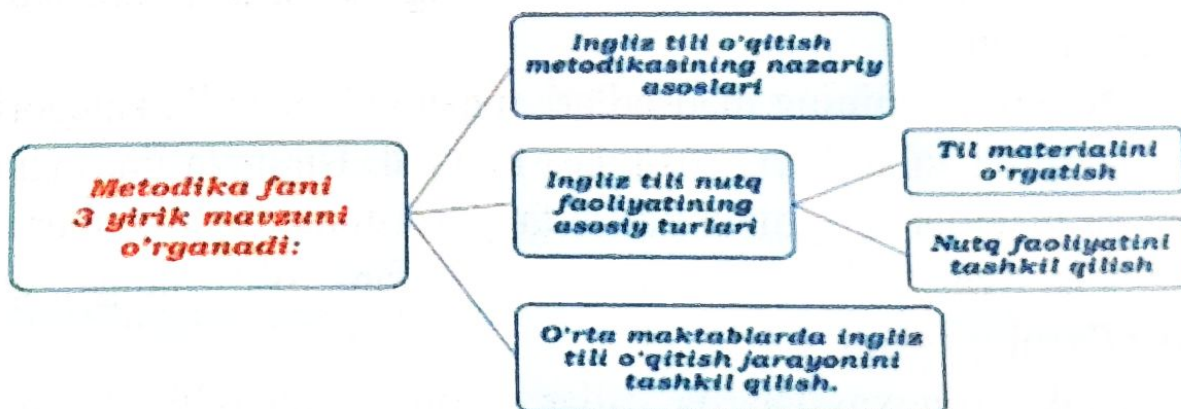 Metodika fani
3 yirik mavzuni
o'rganadi:
Ingliz tili o'qitish
metodikasining nazariy
asoslari
Ingliz tili nutq
faoliyatining
asosiy turlari
Til materialini
o'rgatish
Nutq faoliyatini
tashkil qilish
O'rta maktablarda ingliz
tili o'qitish jarayonini
tashkil qilish.